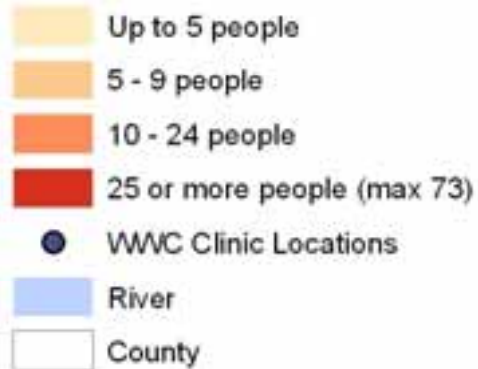 Up to 5 people
5 - 9 people
10 - 24 people
25 or more people (max 73)
WWC Clinic Locations
River
County